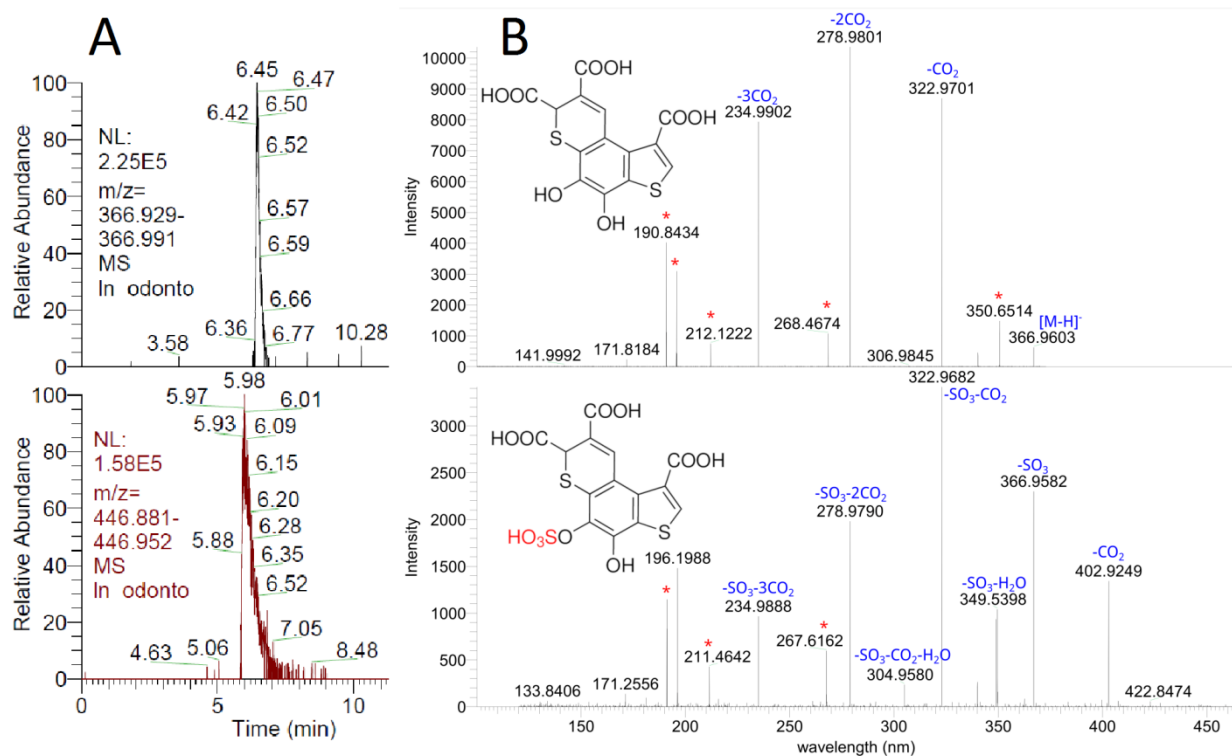 A
100
80
60
40
20
0
Relative Abundance
NL:
2.25E5
m/z=
366.929-
366.991
MS
ln odonto
6.45
6.47
6.42
6.50
6.52
6.57
6.59
6.66
6.36
6.77
3.58
10.28
100
80
60
40
20
0
Relative Abundance
NL:
1.58E5
m/z=
446.881-
446.952
MS
ln odonto
5.98
5.97
6.01
5.93
6.09
6.15
6.20
6.28
5.88
6.35
6.52
7.05
4.63
5.06
8.48
0
5
10
Time (min)
B
10000
9000
8000
7000
6000
5000
4000
3000
2000
1000
0
Intensity
COOH
HOOC
COOH
S
S
HO
OH
-2CO₂
278.9801
-CO₂
322.9701
-3CO₂
234.9902
*
190.8434
*
*
212.1222
*
268.4674
*
350.6514
[M-H]⁻
366.9603
141.9992
171.8184
306.9845
3000
2500
2000
1500
1000
500
0
Intensity
COOH
HOOC
COOH
S
S
HO₃S
O
OH
322.9682
-SO₃-CO₂
-SO₃
366.9582
-SO₃-2CO₂
278.9790
-CO₂
402.9249
196.1988
-SO₃-3CO₂
234.9888
-SO₃-H₂O
349.5398
*
*
211.4642
*
267.6162
-SO₃-CO₂-H₂O
304.9580
133.8406
171.2556
422.8474
150
200
250
300
350
400
450
wavelength (nm)